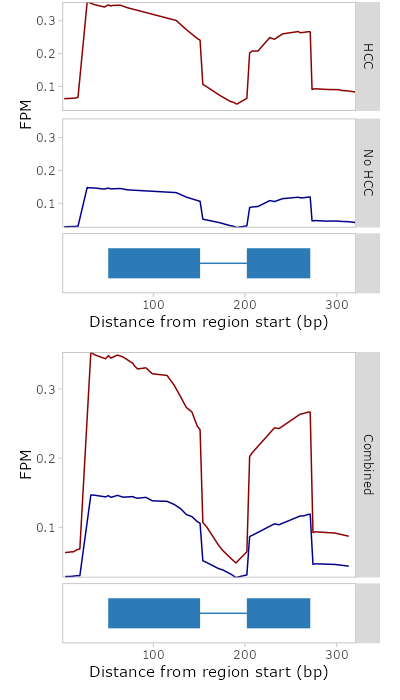 0.3
0.2
0.1
HCC
FPM
0.3
0.2
0.1
No HCC
100
200
300
Distance from region start (bp)
0.3
0.2
0.1
FPM
Combined
100
200
300
Distance from region start (bp)